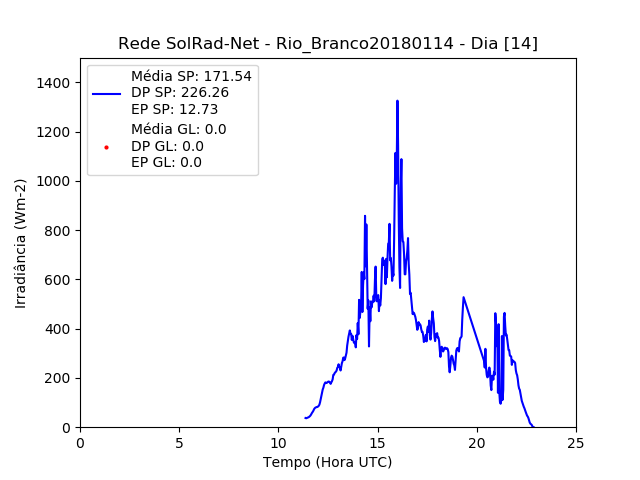 Rede SolRad-Net - Rio_Branco20180114 - Dia [14]
Média SP: 171.54
DP SP: 226.26
EP SP: 12.73
Média GL: 0.0
DP GL: 0.0
EP GL: 0.0
Irradiância (Wm-2)
1400
1200
1000
800
600
400
200
0
0 5 10 15 20 25
Tempo (Hora UTC)